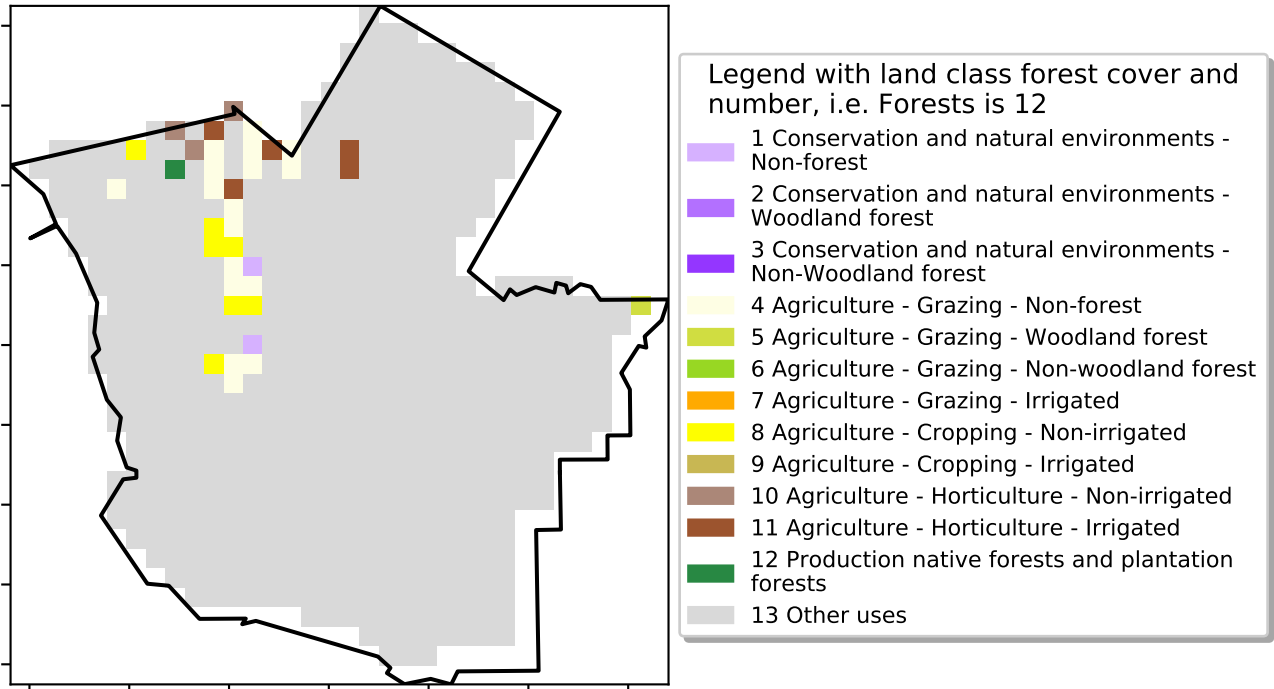 Legend with land class forest cover and
number, i.e. Forests is 12
1 Conservation and natural environments -
Non-forest
2 Conservation and natural environments -
Woodland forest
3 Conservation and natural environments -
Non-Woodland forest
4 Agriculture - Grazing - Non-forest
5 Agriculture - Grazing - Woodland forest
6 Agriculture - Grazing - Non-woodland forest
7 Agriculture - Grazing - Irrigated
8 Agriculture - Cropping - Non-irrigated
9 Agriculture - Cropping - Irrigated
10 Agriculture - Horticulture - Non-irrigated
11 Agriculture - Horticulture - Irrigated
12 Production native forests and plantation
forests
13 Other uses